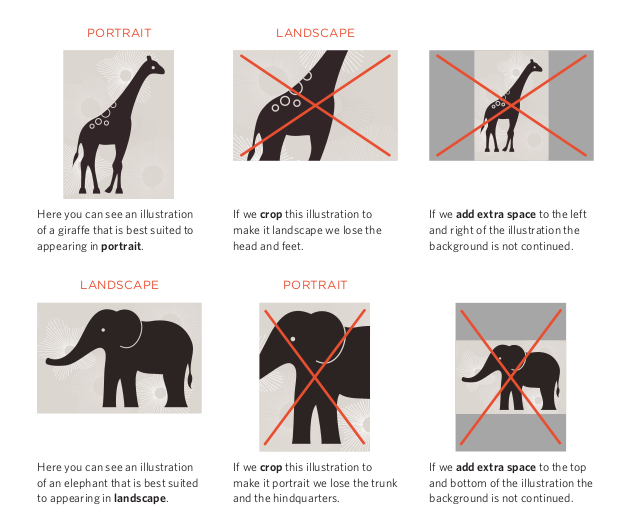 PORTRAIT
LANDSCAPE
Here you can see an illustration
of a giraffe that is best suited to
appearing in portrait.
If we crop this illustration to
make it landscape we lose the
head and feet.
If we add extra space to the left
and right of the illustration the
background is not continued.
LANDSCAPE
PORTRAIT
Here you can see an illustration
of an elephant that is best suited
to appearing in landscape.
If we crop this illustration to
make it portrait we lose the trunk
and the hindquarters.
If we add extra space to the top
and bottom of the illustration the
background is not continued.